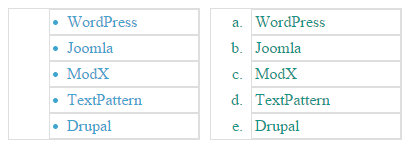 • WordPress
• Joomla
• ModX
• TextPattern
• Drupal
a. WordPress
b. Joomla
c. ModX
d. TextPattern
e. Drupal